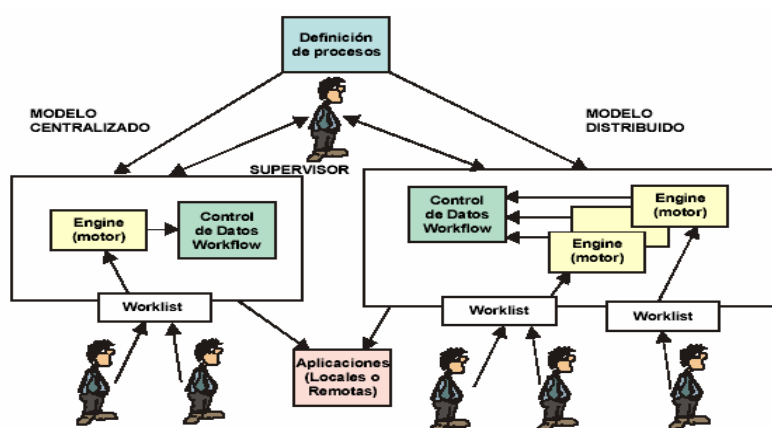 Definición
de procesos
MODELO
CENTRALIZADO
MODELO
DISTRIBUIDO
SUPERVISOR
Engine
(motor)
Control
de Datos
Workflow
Control
de Datos
Workflow
Engine
(motor)
Engine
(motor)
Worklist
Worklist
Worklist
Aplicaciones
(Locales o
Remotas)